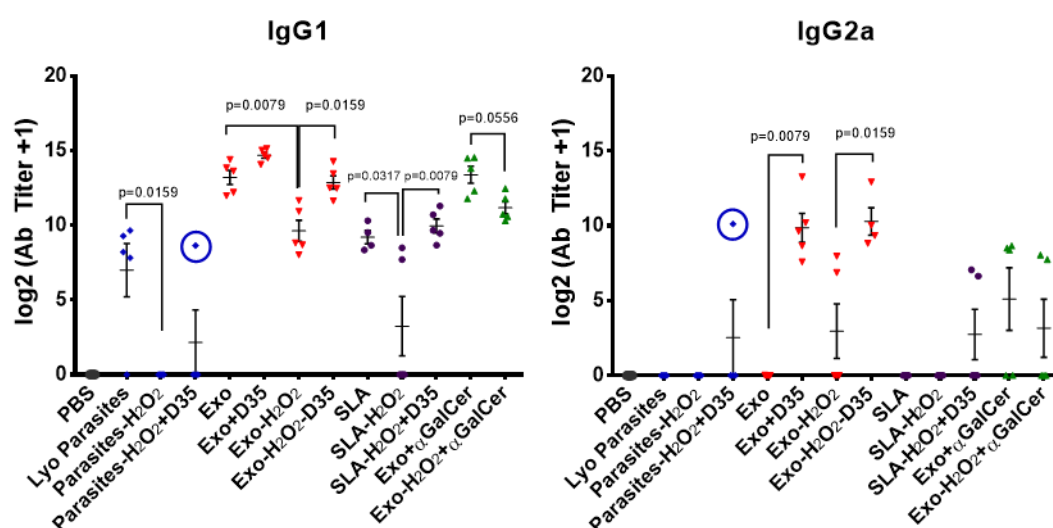 IgG1
log2 (Ab Titer +1)
20
15
10
5
0
p=0.0159
p=0.0079
p=0.0159
p=0.0317
p=0.0079
p=0.0556
PBS
Lyo Parasites
Parasites-H2O2
Parasites-H2O2+D35
Exo
Exo+D35
Exo-H2O2
Exo-H2O2-D35
SLA
SLA-H2O2
SLA-H2O2+D35
Exo+αGalCer
Exo-H2O2+αGalCer
IgG2a
log2 (Ab Titer +1)
20
15
10
5
0
p=0.0079
p=0.0159
PBS
Lyo Parasites
Parasites-H2O2
Parasites-H2O2+D35
Exo
Exo+D35
Exo-H2O2
Exo-H2O2-D35
SLA
SLA-H2O2
SLA-H2O2+D35
Exo+αGalCer
Exo-H2O2+αGalCer